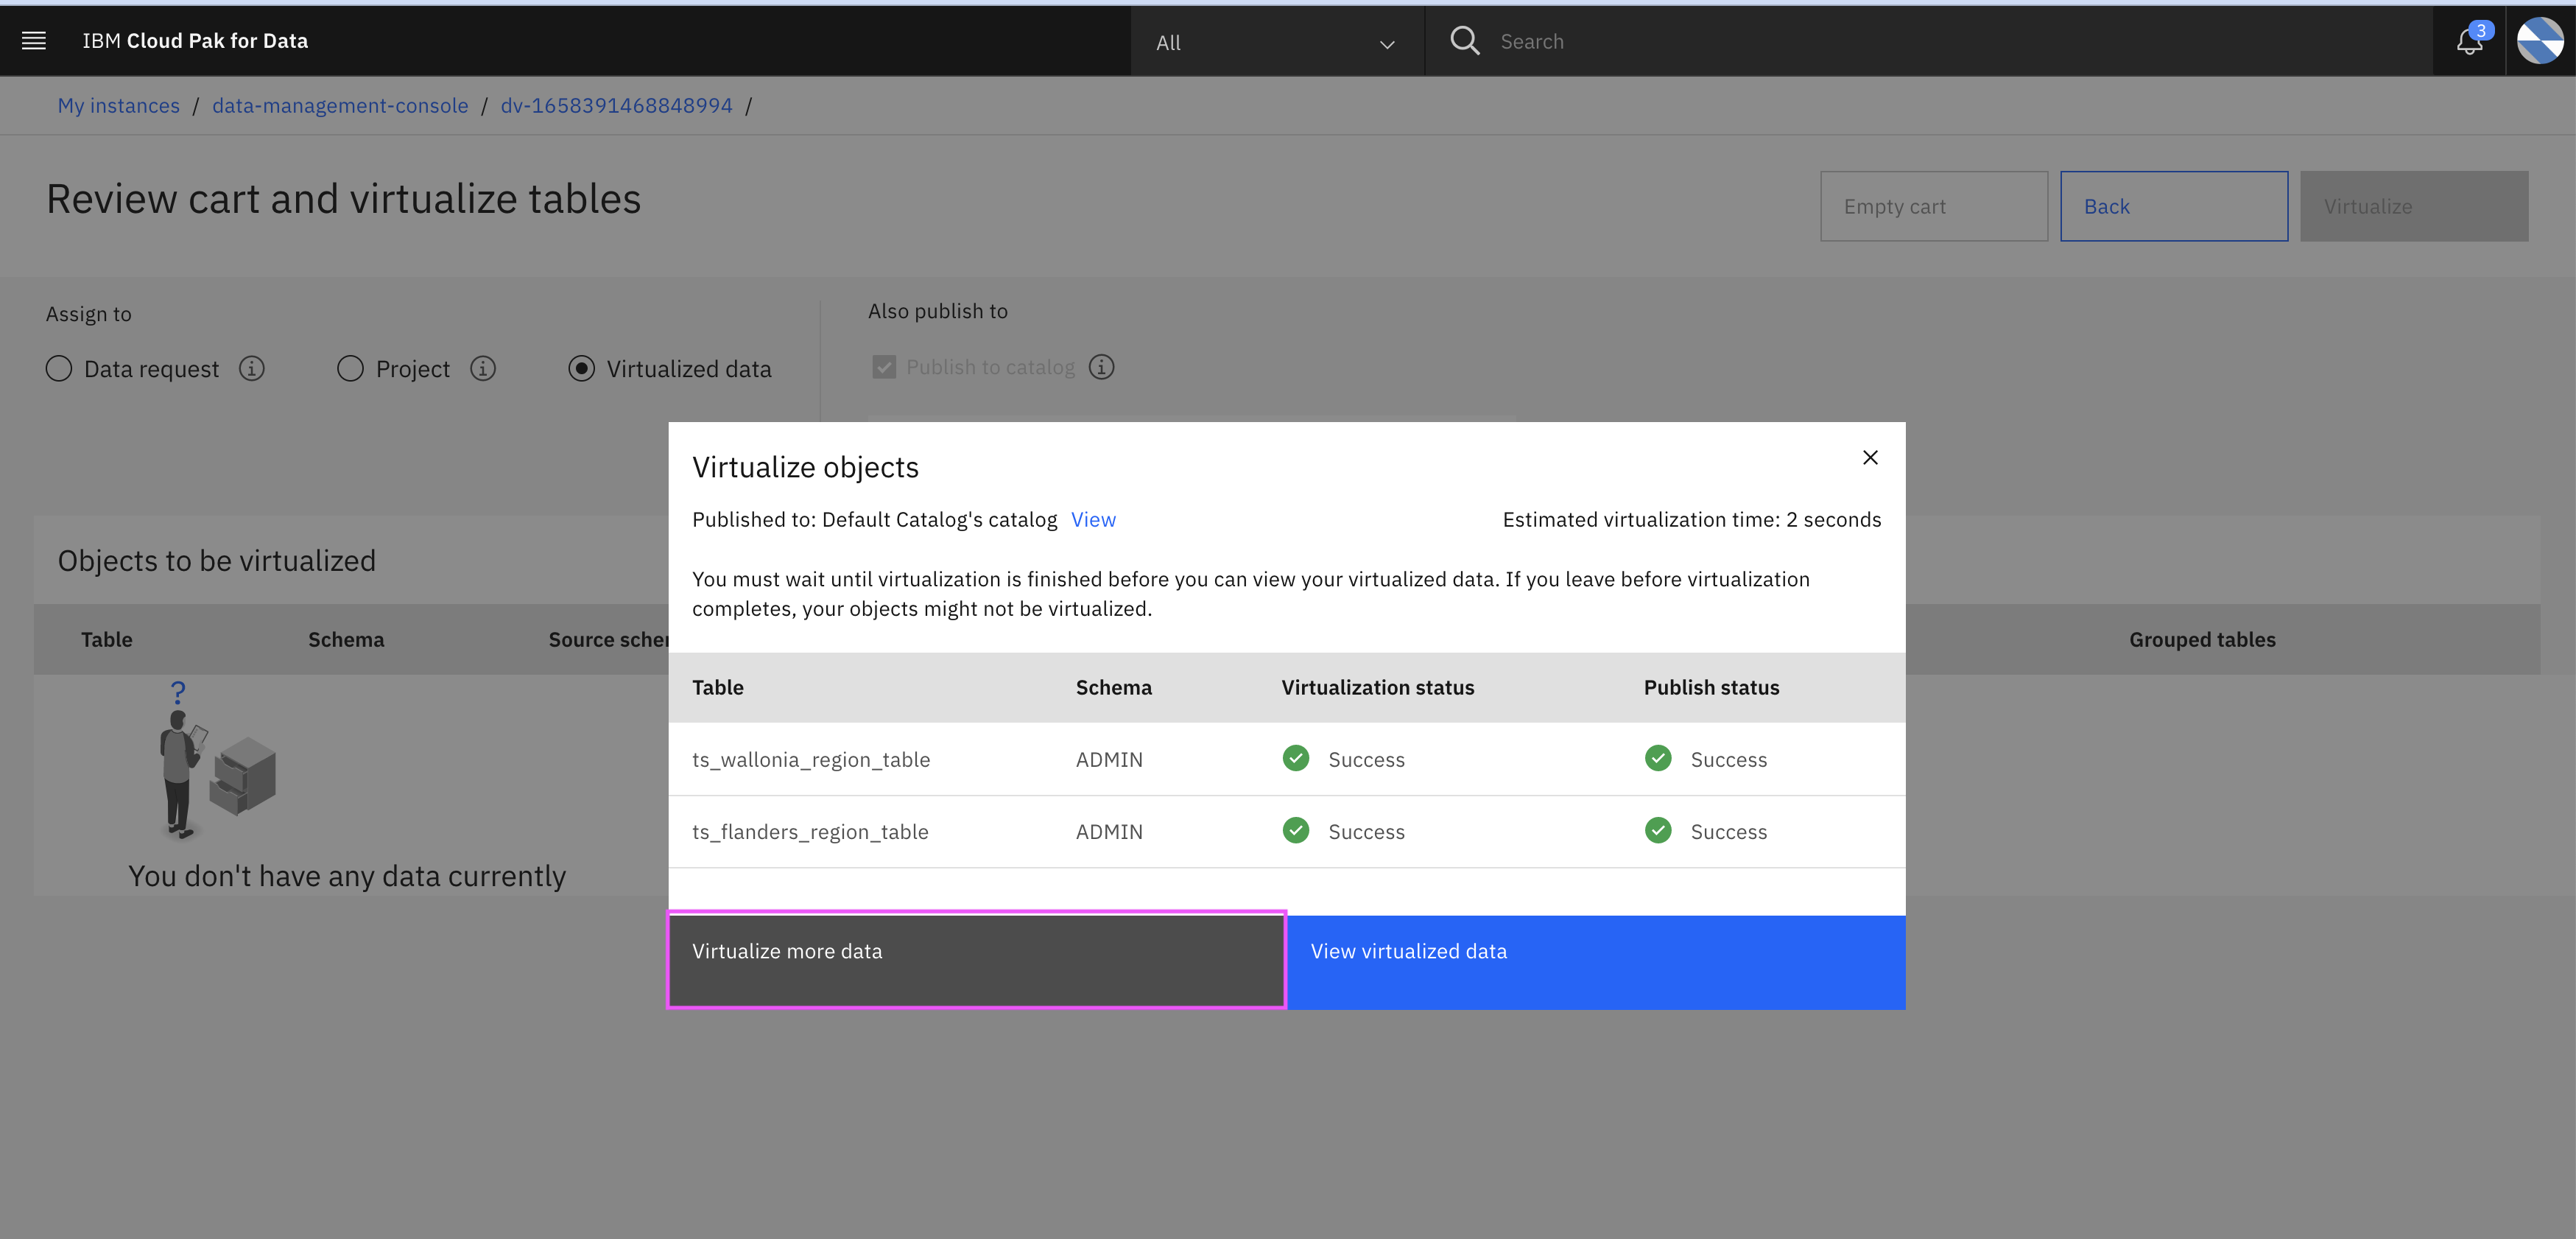 IBM Cloud Pak for Data
All
Search
3
My instances / data-management-console / dv-1658391468848994 /
Review cart and virtualize tables
Empty cart
Back
Virtualize
Assign to
Also publish to
Data request
Project
Virtualized data
Publish to catalog
Virtualize objects
Published to: Default Catalog's catalog View
Estimated virtualization time: 2 seconds
You must wait until virtualization is finished before you can view your virtualized data. If you leave before virtualization
completes, your objects might not be virtualized.
Objects to be virtualized
Table Schema Source Grouped tables
Table Schema Virtualization status Publish status
ts_wallonia_region_table ADMIN Success Success
ts_flanders_region_table ADMIN Success Success
?
You don't have any data currently
Virtualize more data
View virtualized data